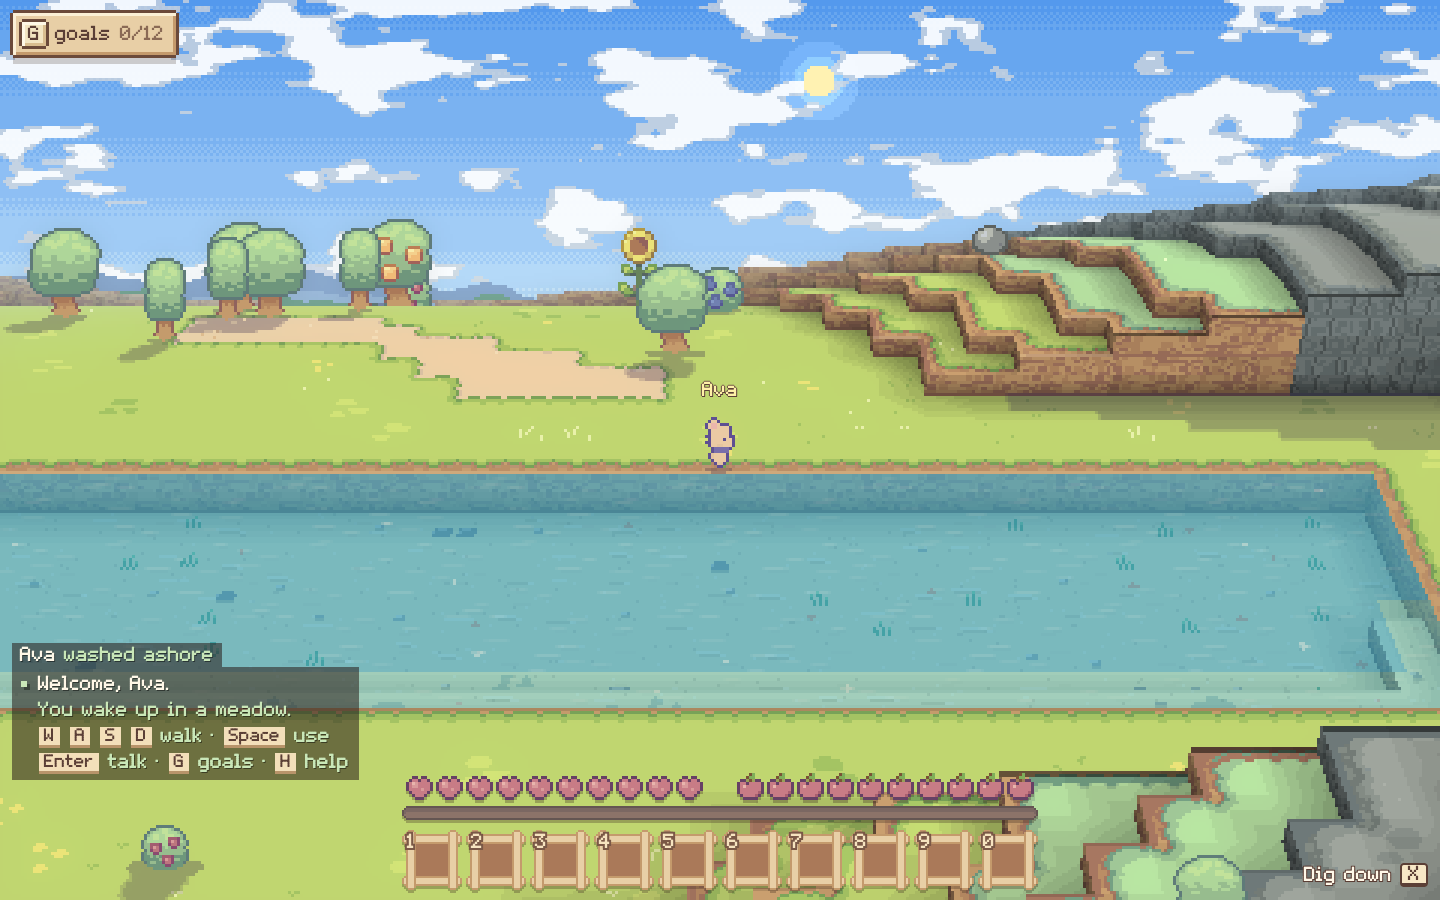 G goals 0/12
Ava
Ava washed ashore
Welcome, Ava.
You wake up in a meadow.
W A S D walk · Space use
Enter talk · G goals · H help
1 2 3 4 5 6 7 8 9 0
Dig down X